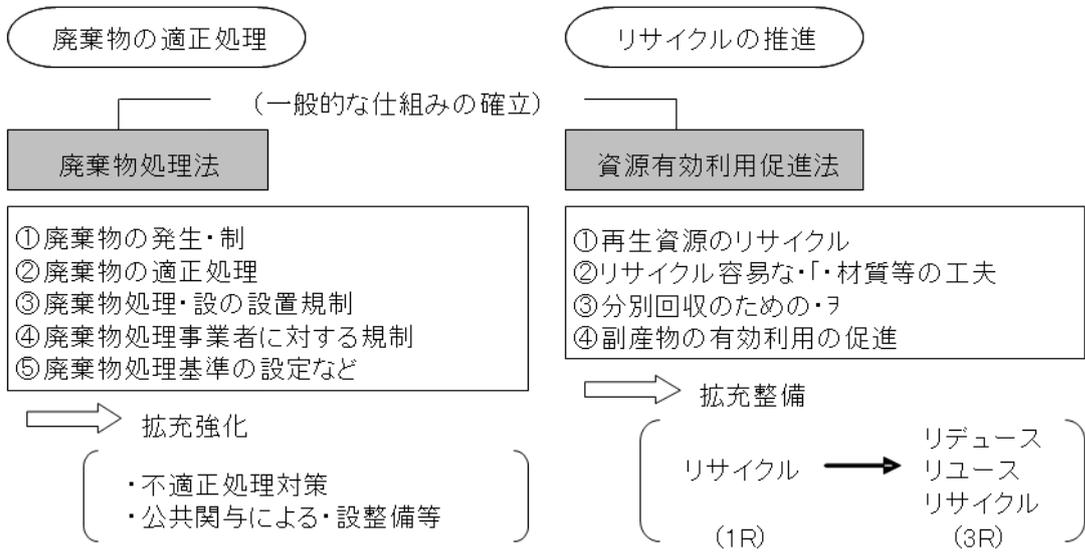 廃棄物の適正処理
リサイクルの推進
（一般的な仕組みの確立）
廃棄物処理法
資源有効利用促進法
①廃棄物の発生・制
②廃棄物の適正処理
③廃棄物処理・設の設置規制
④廃棄物処理事業者に対する規制
⑤廃棄物処理基準の設定など
①再生資源のリサイクル
②リサイクル容易な・｢・材質等の工夫
③分別回収のための・ｦ
④副産物の有効利用の促進
拡充強化
・不適正処理対策
・公共関与による・設整備等
拡充整備
リサイクル
(1R)
リデュース
リユース
リサイクル
(3R)